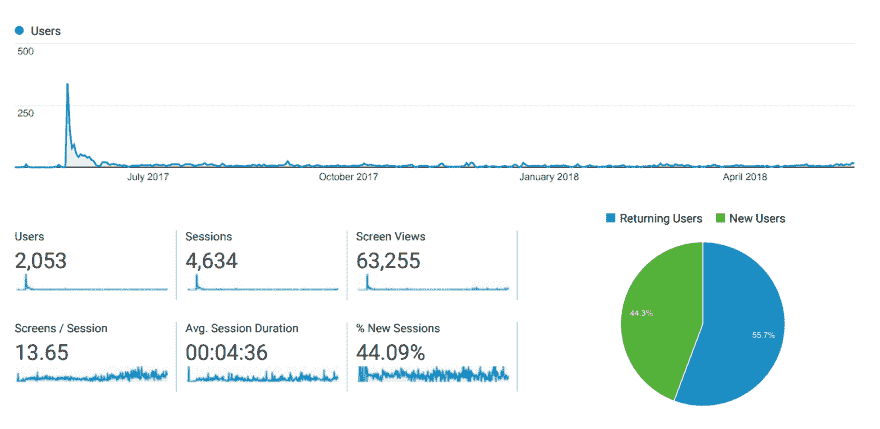 Users
500
250
July 2017 October 2017 January 2018 April 2018
Returning Users New Users
Users Sessions Screen Views
2,053 4,634 63,255
Screens / Session Avg. Session Duration % New Sessions
13.65 00:04:36 44.09%
44.3%
55.7%